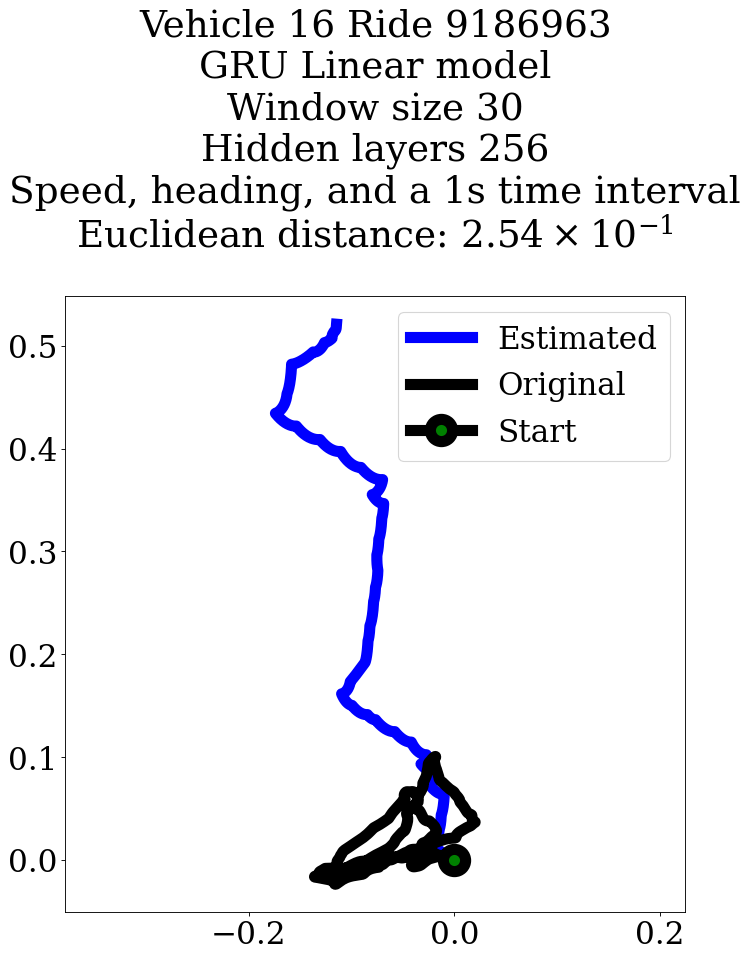 Vehicle 16 Ride 9186963
GRU Linear model
Window size 30
Hidden layers 256
Speed, heading, and a 1s time interval
Euclidean distance: 2.54 × 10⁻¹
Estimated
Original
Start
0.5
0.4
0.3
0.2
0.1
0.0
−0.2 0.0 0.2